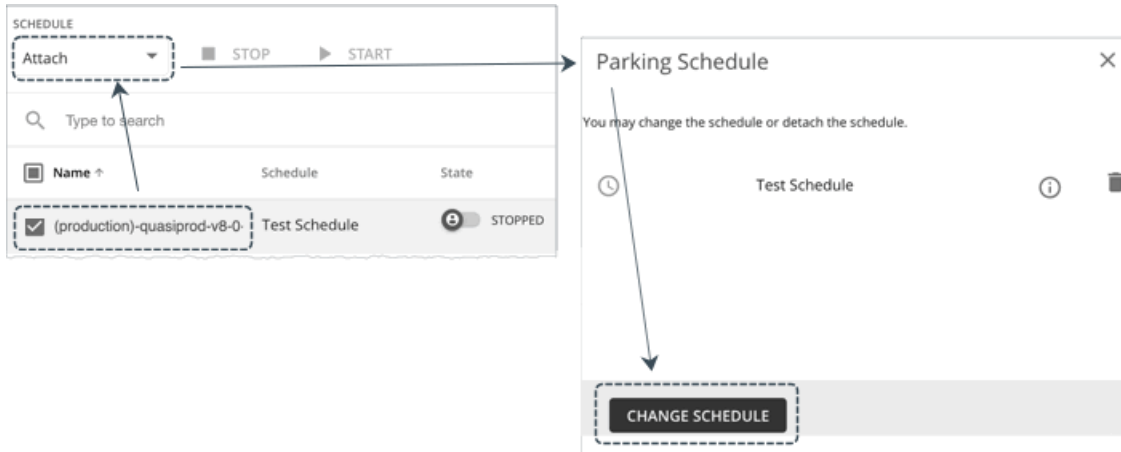 SCHEDULE
Attach STOP START
Type to search
Name ↑ Schedule State
(production)-quasiprod-v8-0- Test Schedule STOPPED
Parking Schedule
You may change the schedule or detach the schedule.
Test Schedule
CHANGE SCHEDULE